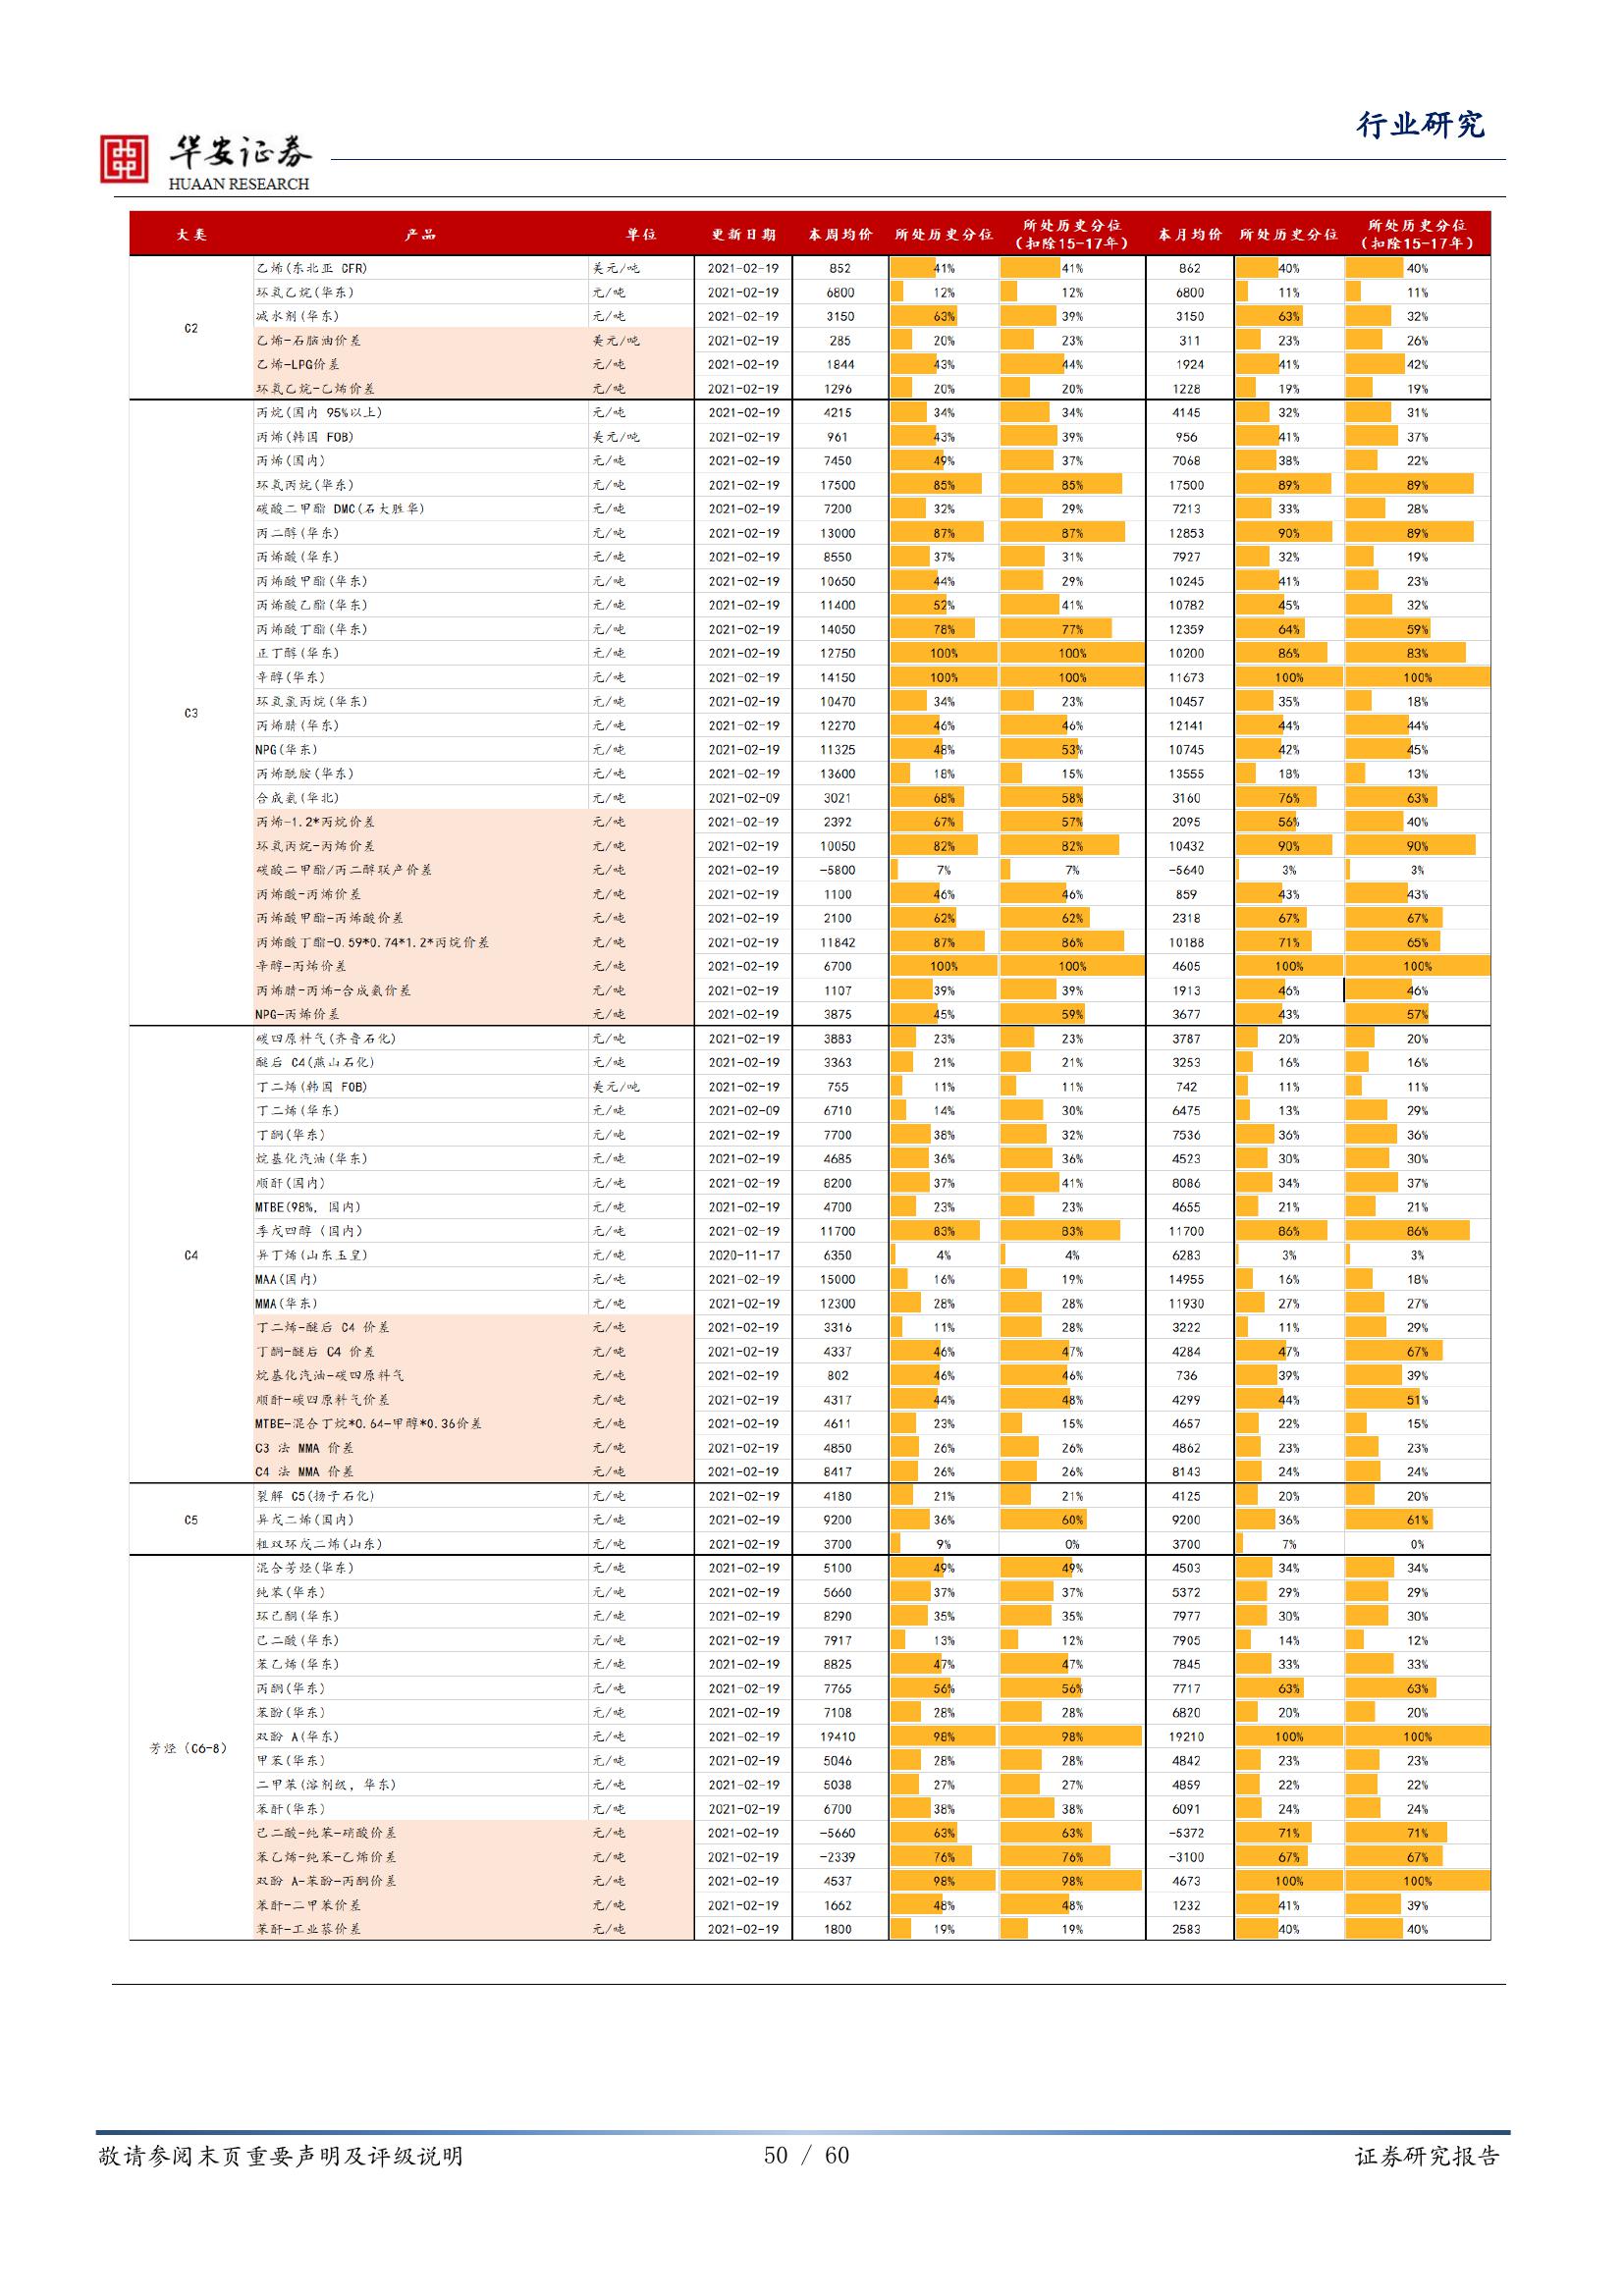 行业研究
华安证券
HUAAN RESEARCH
大类 产品 单位 更新日期 本周均价 所处历史分位 所处历史分位（扣除15-17年） 本月均价 所处历史分位 所处历史分位（扣除15-17年）
C2
乙烯(东北亚 CFR) 美元/吨 2021-02-19 852 41% 41% 862 40% 40%
环氧乙烷(华东) 元/吨 2021-02-19 6800 12% 12% 6800 11% 11%
减水剂(华东) 元/吨 2021-02-19 3150 63% 39% 3150 63% 32%
乙烯-石脑油价差 美元/吨 2021-02-19 285 20% 23% 311 23% 26%
乙烯-LPG价差 元/吨 2021-02-19 1844 43% 44% 1924 41% 42%
环氧乙烷-乙烯价差 元/吨 2021-02-19 1296 20% 20% 1228 19% 19%
C3
丙烷(国内 95%以上) 元/吨 2021-02-19 4215 34% 34% 4145 32% 31%
丙烯(韩国 FOB) 美元/吨 2021-02-19 961 43% 39% 956 41% 37%
丙烯(国内) 元/吨 2021-02-19 7450 49% 37% 7068 38% 22%
环氧丙烷(华东) 元/吨 2021-02-19 17500 85% 85% 17500 89% 89%
碳酸二甲酯 DMC(石大胜华) 元/吨 2021-02-19 7200 32% 29% 7213 33% 28%
丙二醇(华东) 元/吨 2021-02-19 13000 87% 87% 12853 90% 89%
丙烯酸(华东) 元/吨 2021-02-19 8550 37% 31% 7927 32% 19%
丙烯酸甲酯(华东) 元/吨 2021-02-19 10650 44% 29% 10245 41% 23%
丙烯酸乙酯(华东) 元/吨 2021-02-19 11400 52% 41% 10782 45% 32%
丙烯酸丁酯(华东) 元/吨 2021-02-19 14050 78% 77% 12359 64% 59%
正丁醇(华东) 元/吨 2021-02-19 12750 100% 100% 10200 86% 83%
辛醇(华东) 元/吨 2021-02-19 14150 100% 100% 11673 100% 100%
环氧氯丙烷(华东) 元/吨 2021-02-19 10470 34% 23% 10457 35% 18%
丙烯腈(华东) 元/吨 2021-02-19 12270 46% 46% 12141 44% 44%
NPG(华东) 元/吨 2021-02-19 11325 48% 53% 10745 42% 45%
丙烯酰胺(华东) 元/吨 2021-02-19 13600 18% 15% 13555 18% 13%
合成氨(华北) 元/吨 2021-02-09 3021 68% 58% 3160 76% 63%
丙烯-1.2*丙烷价差 元/吨 2021-02-19 2392 67% 57% 2095 56% 40%
环氧丙烷-丙烯价差 元/吨 2021-02-19 10050 82% 82% 10432 90% 90%
碳酸二甲酯/丙二醇联产价差 元/吨 2021-02-19 -5800 7% 7% -5640 3% 3%
丙烯酸-丙烯价差 元/吨 2021-02-19 1100 46% 46% 859 43% 43%
丙烯酸甲酯-丙烯酸价差 元/吨 2021-02-19 2100 62% 62% 2318 67% 67%
丙烯酸丁酯-0.59*0.74*1.2*丙烷价差 元/吨 2021-02-19 11842 87% 86% 10188 71% 65%
辛醇-丙烯价差 元/吨 2021-02-19 6700 100% 100% 4605 100% 100%
丙烯腈-丙烯-合成氨价差 元/吨 2021-02-19 1107 39% 39% 1913 46% 46%
NPG-丙烯价差 元/吨 2021-02-19 3875 45% 59% 3677 43% 57%
C4
碳四原料气(齐鲁石化) 元/吨 2021-02-19 3883 23% 23% 3787 20% 20%
醚后 C4(燕山石化) 元/吨 2021-02-19 3363 21% 21% 3253 16% 16%
丁二烯(韩国 FOB) 美元/吨 2021-02-19 755 11% 11% 742 11% 11%
丁二烯(华东) 元/吨 2021-02-09 6710 14% 30% 6475 13% 29%
丁酮(华东) 元/吨 2021-02-19 7700 38% 32% 7536 36% 36%
烷基化汽油(华东) 元/吨 2021-02-19 4685 36% 36% 4523 30% 30%
顺酐(国内) 元/吨 2021-02-19 8200 37% 41% 8086 34% 37%
MTBE(98%, 国内) 元/吨 2021-02-19 4700 23% 23% 4655 21% 21%
季戊四醇（国内) 元/吨 2021-02-19 11700 83% 83% 11700 86% 86%
异丁烯(山东玉皇) 元/吨 2020-11-17 6350 4% 4% 6283 3% 3%
MAA(国内) 元/吨 2021-02-19 15000 16% 19% 14955 16% 18%
MMA(华东) 元/吨 2021-02-19 12300 28% 28% 11930 27% 27%
丁二烯-醚后 C4 价差 元/吨 2021-02-19 3316 11% 28% 3222 11% 29%
丁酮-醚后 C4 价差 元/吨 2021-02-19 4337 46% 47% 4284 47% 67%
烷基化汽油-碳四原料气 元/吨 2021-02-19 802 46% 46% 736 39% 39%
顺酐-碳四原料气价差 元/吨 2021-02-19 4317 44% 48% 4299 44% 51%
MTBE-混合丁烷*0.64-甲醇*0.36价差 元/吨 2021-02-19 4611 23% 15% 4657 22% 15%
C3 法 MMA 价差 元/吨 2021-02-19 4850 26% 26% 4862 23% 23%
C4 法 MMA 价差 元/吨 2021-02-19 8417 26% 26% 8143 24% 24%
C5
裂解 C5(扬子石化) 元/吨 2021-02-19 4180 21% 21% 4125 20% 20%
异戊二烯(国内) 元/吨 2021-02-19 9200 36% 60% 9200 36% 61%
粗双环戊二烯(山东) 元/吨 2021-02-19 3700 9% 0% 3700 7% 0%
芳烃（C6-8）
混合芳烃(华东) 元/吨 2021-02-19 5100 49% 49% 4503 34% 34%
纯苯(华东) 元/吨 2021-02-19 5660 37% 37% 5372 29% 29%
环己酮(华东) 元/吨 2021-02-19 8290 35% 35% 7977 30% 30%
己二酸(华东) 元/吨 2021-02-19 7917 13% 12% 7905 14% 12%
苯乙烯(华东) 元/吨 2021-02-19 8825 47% 47% 7845 33% 33%
丙酮(华东) 元/吨 2021-02-19 7765 56% 56% 7717 63% 63%
苯酚(华东) 元/吨 2021-02-19 7108 28% 28% 6820 20% 20%
双酚 A(华东) 元/吨 2021-02-19 19410 98% 98% 19210 100% 100%
甲苯(华东) 元/吨 2021-02-19 5046 28% 28% 4842 23% 23%
二甲苯(溶剂级, 华东) 元/吨 2021-02-19 5038 27% 27% 4859 22% 22%
苯酐(华东) 元/吨 2021-02-19 6700 38% 38% 6091 24% 24%
己二酸-纯苯-硝酸价差 元/吨 2021-02-19 -5660 63% 63% -5372 71% 71%
苯乙烯-纯苯-乙烯价差 元/吨 2021-02-19 -2339 76% 76% -3100 67% 67%
双酚 A-苯酚-丙酮价差 元/吨 2021-02-19 4537 98% 98% 4673 100% 100%
苯酐-二甲苯价差 元/吨 2021-02-19 1662 48% 48% 1232 41% 39%
苯酐-工业萘价差 元/吨 2021-02-19 1800 19% 19% 2583 40% 40%
敬请参阅末页重要声明及评级说明 50 / 60 证券研究报告